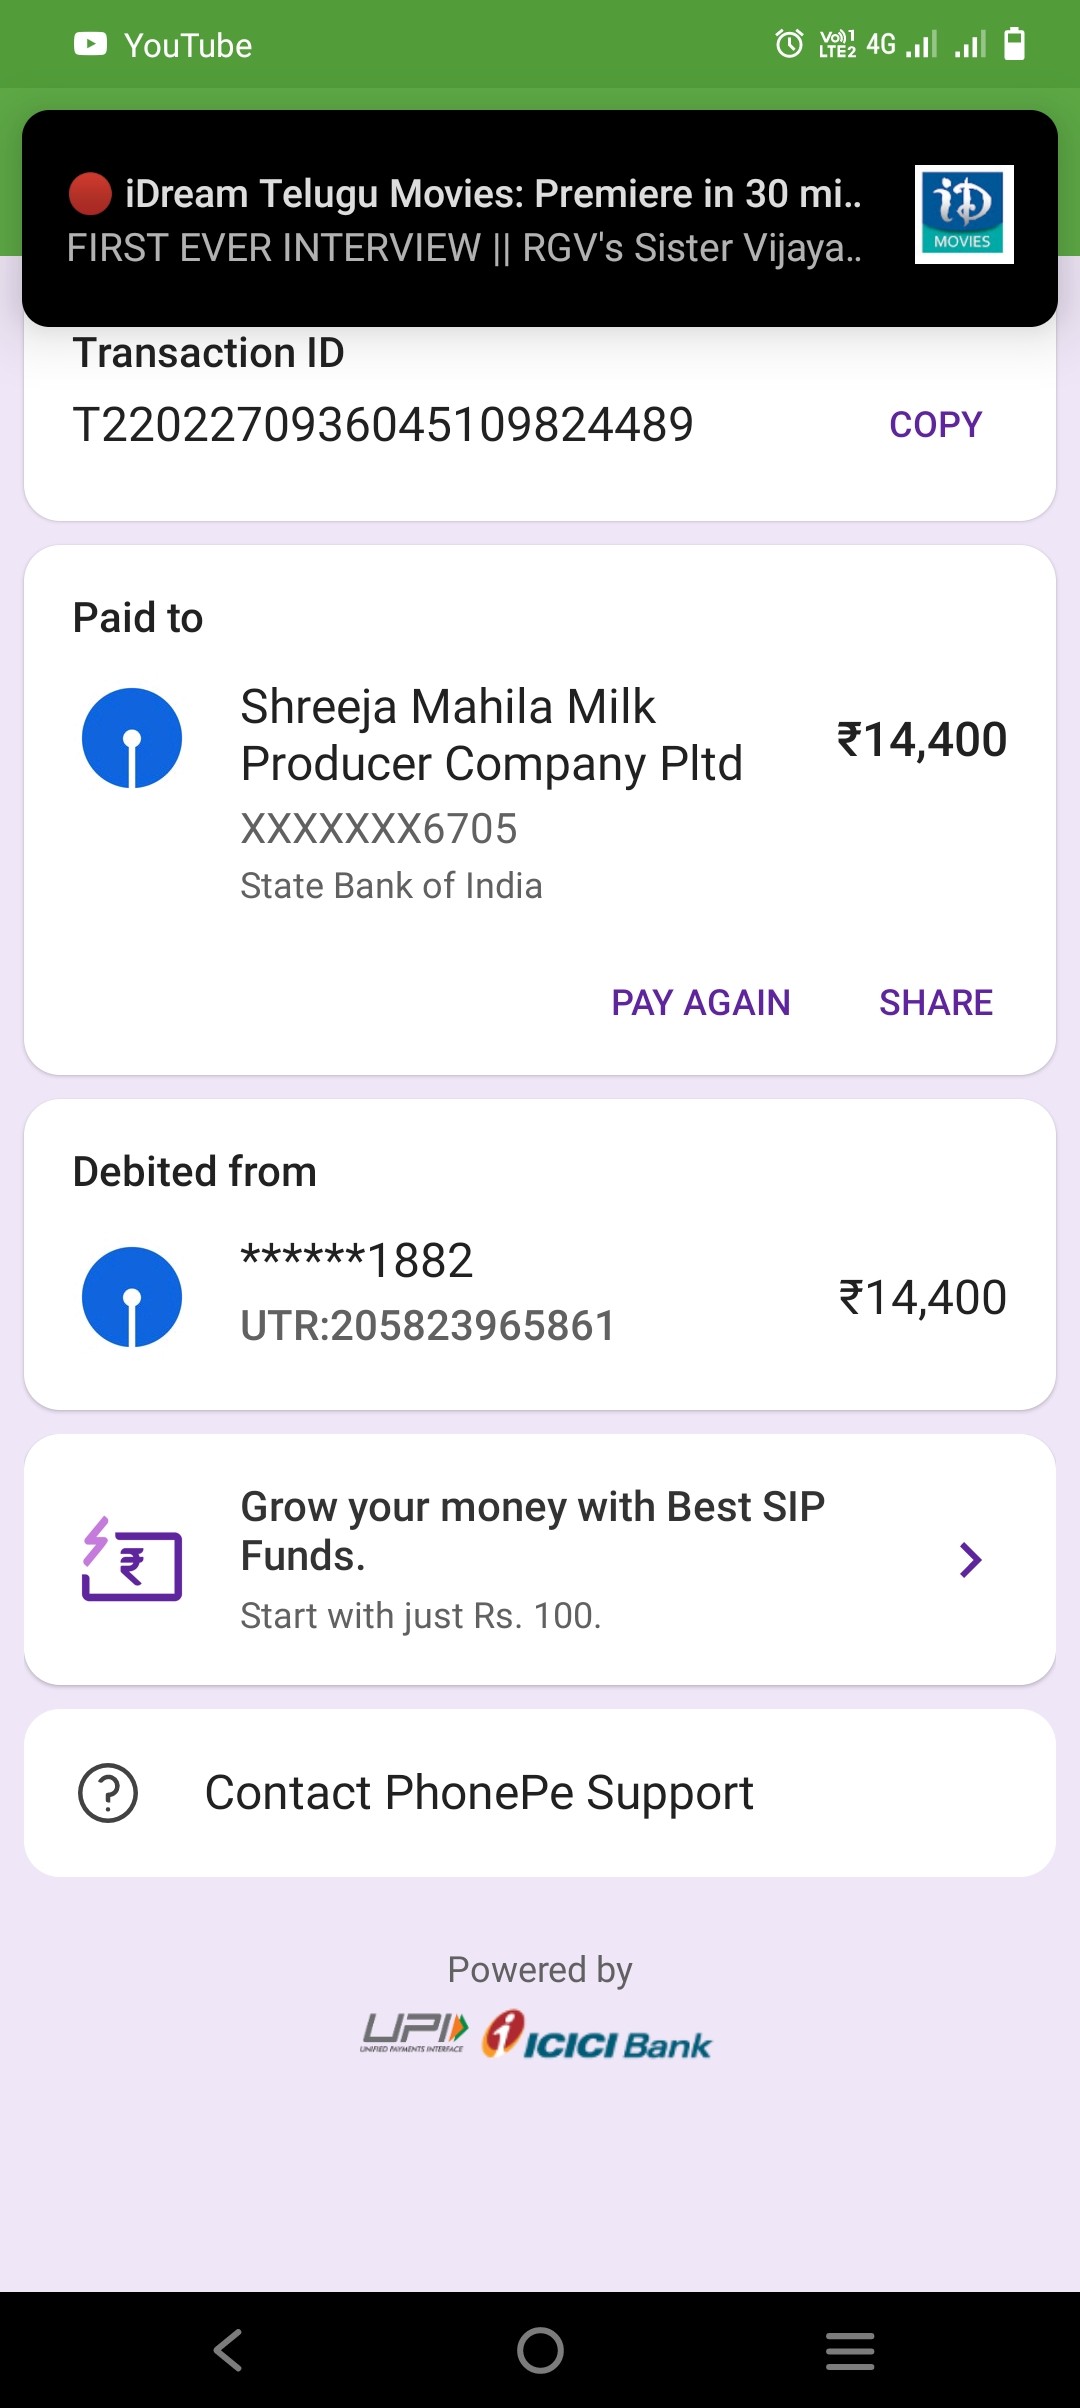 YouTube
Vo))1 LTE2 4G
iDream Telugu Movies: Premiere in 30 mi..
FIRST EVER INTERVIEW || RGV's Sister Vijaya..
iD
MOVIES
Transaction ID
T2202270936045109824489
COPY
Paid to
Shreeja Mahila Milk
Producer Company Pltd
₹14,400
XXXXXXX6705
State Bank of India
PAY AGAIN
SHARE
Debited from
******1882
₹14,400
UTR:205823965861
Grow your money with Best SIP
Funds.
Start with just Rs. 100.
Contact PhonePe Support
Powered by
UPI
UNIFIED PAYMENTS INTERFACE
ICICI Bank